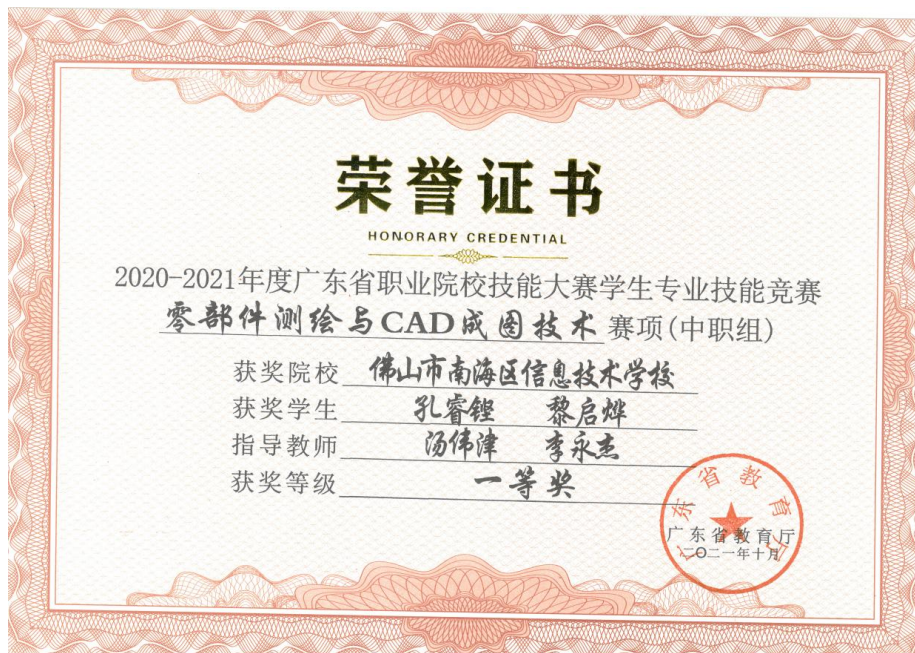 荣誉证书
HONORARY CREDENTIAL
2020-2021年度广东省职业院校技能大赛学生专业技能竞赛
零部件测绘与CAD成图技术 赛项(中职组)
获奖院校 佛山市南海区信息技术学校
获奖学生 孔睿铿 黎启烨
指导教师 汤伟津 李永杰
获奖等级 一等奖
广东省教育厅
广东省教育厅
二〇二一年十月